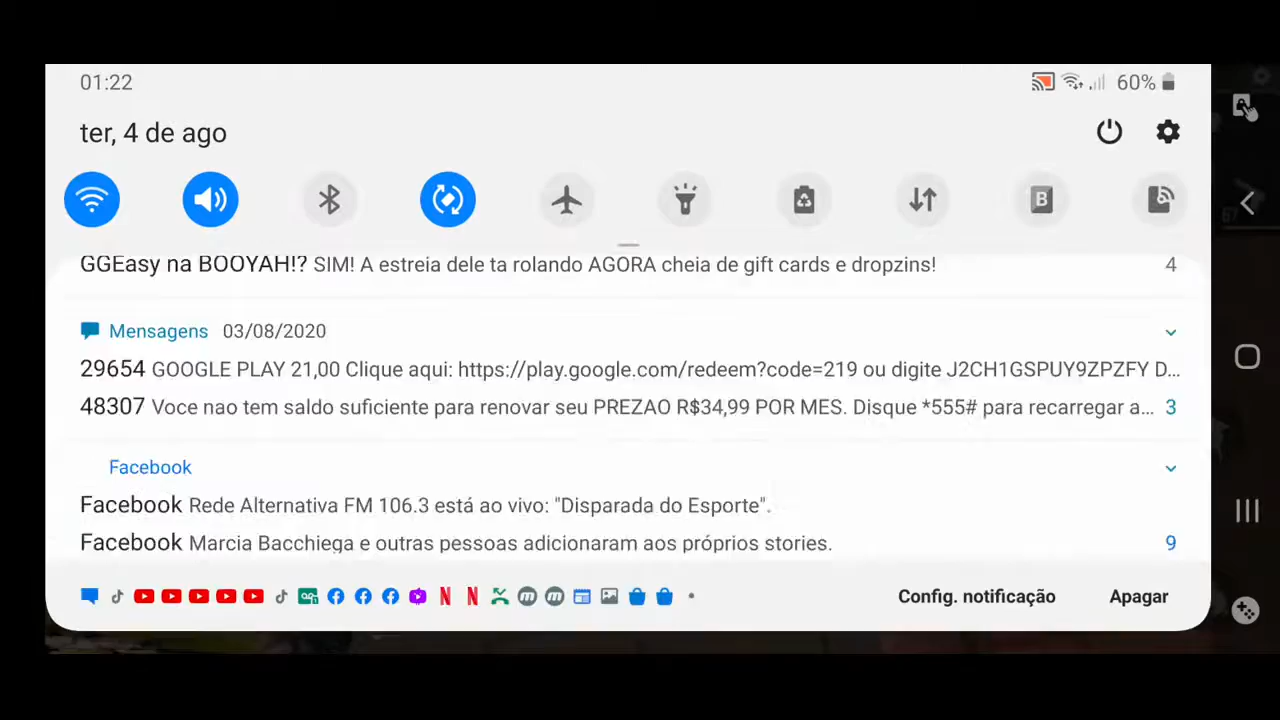 01:22
60%
ter, 4 de ago
B
GGEasy na BOOYAH!? SIM! A estreia dele ta rolando AGORA cheia de gift cards e dropzins! 4
Mensagens 03/08/2020
29654 GOOGLE PLAY 21,00 Clique aqui: https://play.google.com/redeem?code=219 ou digite J2CH1GSPUY9ZPZFY D...
48307 Voce nao tem saldo suficiente para renovar seu PREZAO R$34,99 POR MES. Disque *555# para recarregar a... 3
Facebook
Facebook Rede Alternativa FM 106.3 está ao vivo: "Disparada do Esporte".
Facebook Marcia Bacchiega e outras pessoas adicionaram aos próprios stories. 9
Config. notificação Apagar